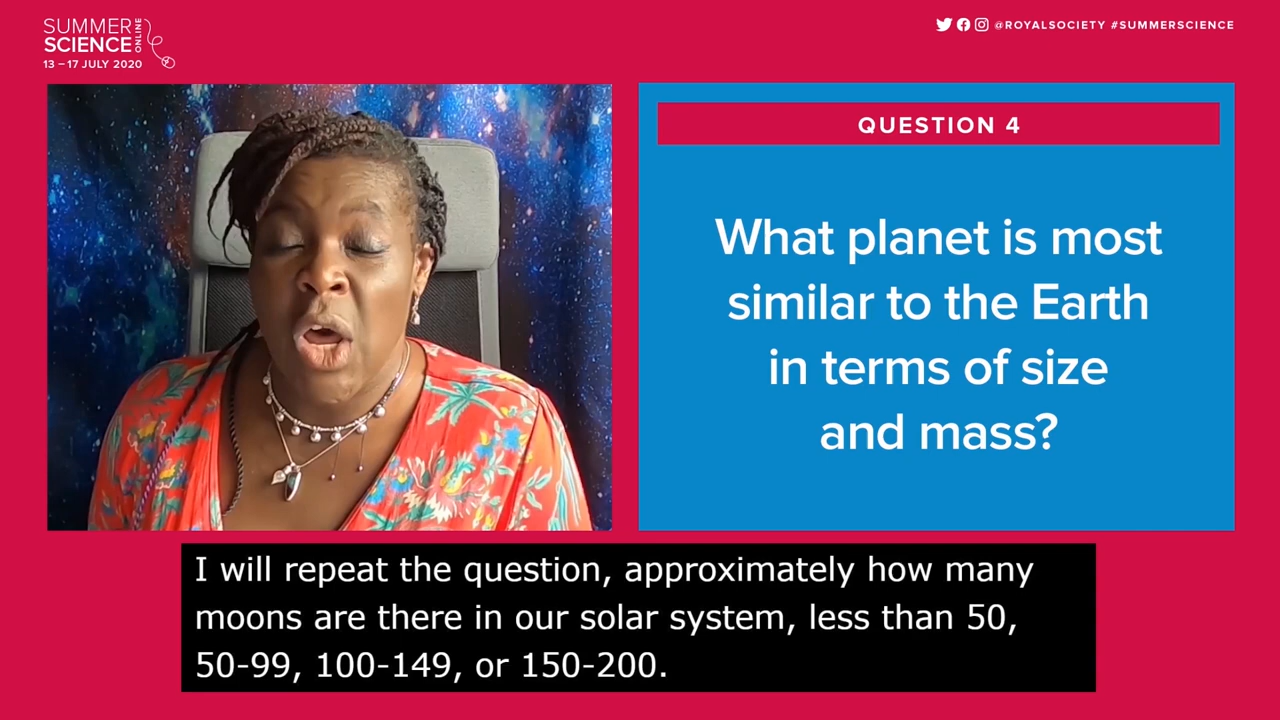 SUMMER
SCIENCE
ONLINE
13 – 17 JULY 2020
@ROYALSOCIETY #SUMMERSCIENCE
QUESTION 4
What planet is most
similar to the Earth
in terms of size
and mass?
I will repeat the question, approximately how many
moons are there in our solar system, less than 50,
50-99, 100-149, or 150-200.